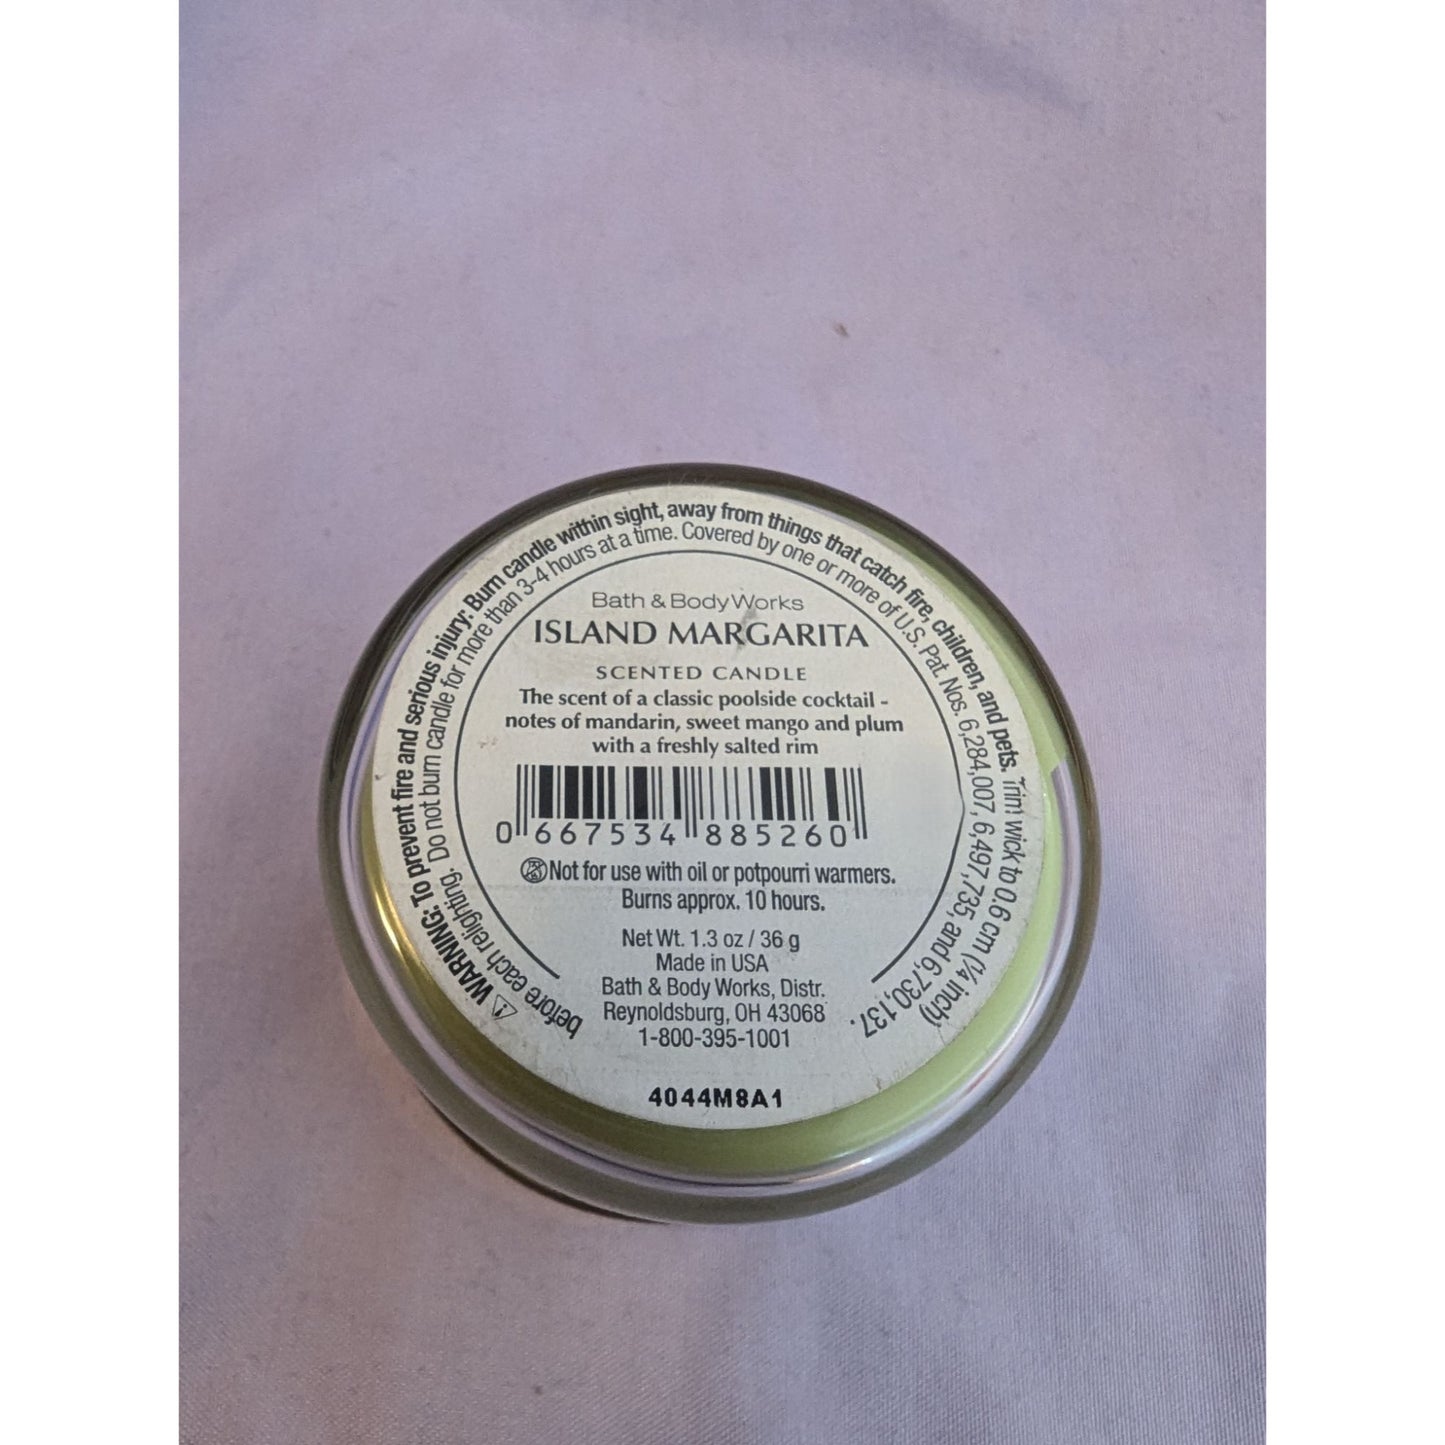 ⚠ WARNING: To prevent fire and serious injury: Burn candle within sight, away from things that catch fire, children, and pets. Trim wick to 0.6 cm (¼ inch)
before each relighting. Do not burn candle for more than 3-4 hours at a time. Covered by one or more of U.S. Pat. Nos. 6,284,007, 6,497,735, and 6,730,137.
Bath & Body Works
ISLAND MARGARITA
SCENTED CANDLE
The scent of a classic poolside cocktail -
notes of mandarin, sweet mango and plum
with a freshly salted rim
0 667534 885260
Not for use with oil or potpourri warmers.
Burns approx. 10 hours.
Net Wt. 1.3 oz / 36 g
Made in USA
Bath & Body Works, Distr.
Reynoldsburg, OH 43068
1-800-395-1001
4044M8A1